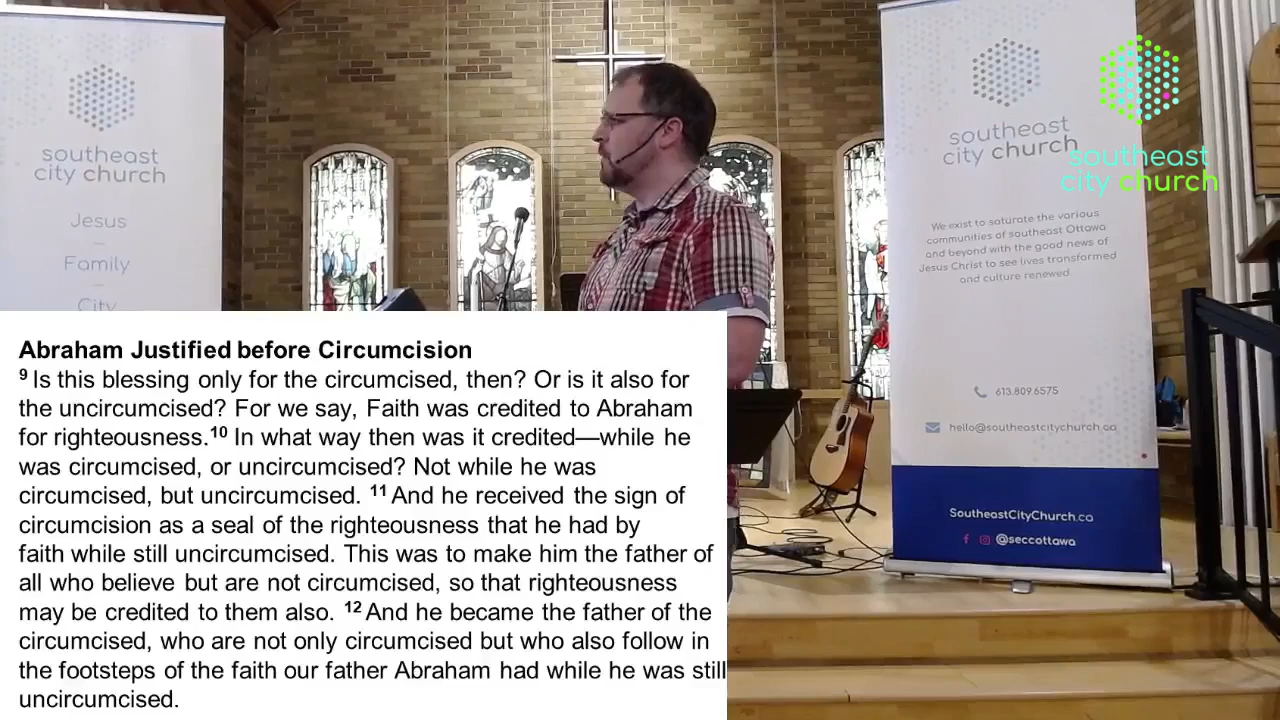 southeast
city church
Jesus
Family
City
southeast
city church
We exist to saturate the various
communities of southeast Ottawa
and beyond with the good news of
Jesus Christ to see lives transformed
and culture renewed
613.809.6575
hello@southeastcitychurch.ca
SoutheastCityChurch.ca
@seccottawa
southeast
city church
Abraham Justified before Circumcision
9 Is this blessing only for the circumcised, then? Or is it also for
the uncircumcised? For we say, Faith was credited to Abraham
for righteousness.10 In what way then was it credited—while he
was circumcised, or uncircumcised? Not while he was
circumcised, but uncircumcised. 11 And he received the sign of
circumcision as a seal of the righteousness that he had by
faith while still uncircumcised. This was to make him the father of
all who believe but are not circumcised, so that righteousness
may be credited to them also. 12 And he became the father of the
circumcised, who are not only circumcised but who also follow in
the footsteps of the faith our father Abraham had while he was still
uncircumcised.